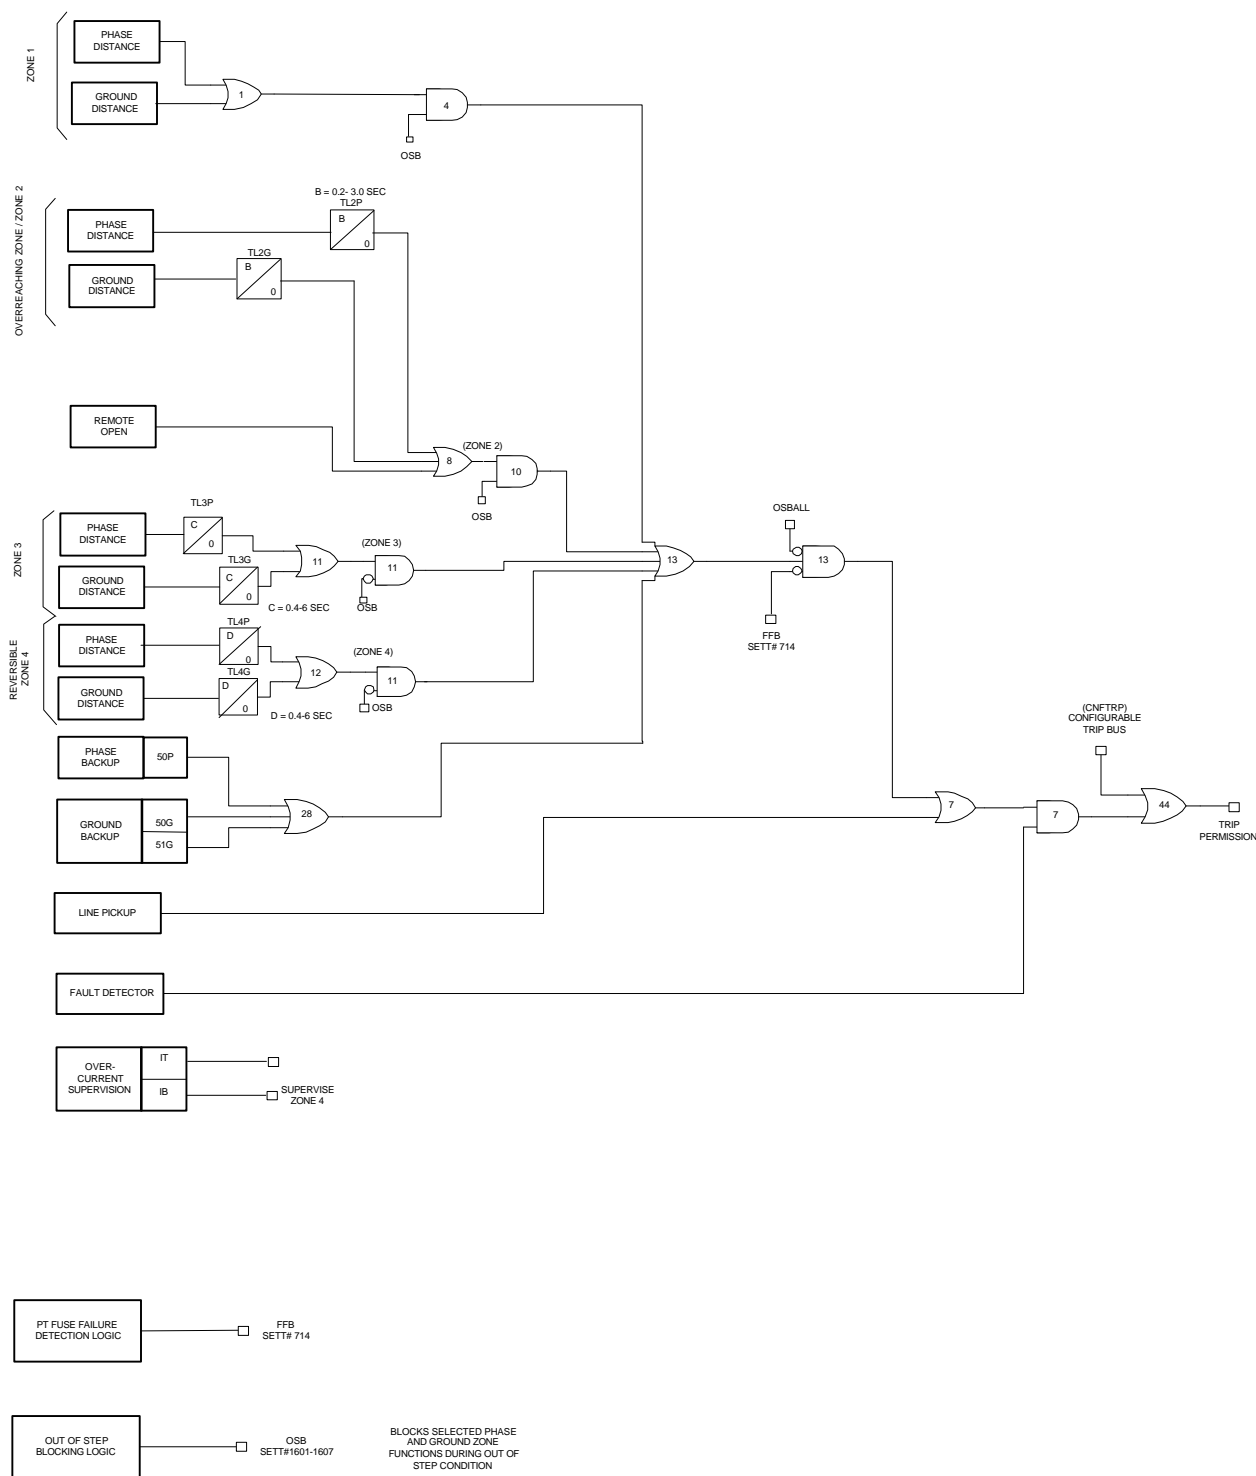 ZONE 1
PHASE
DISTANCE
GROUND
DISTANCE
1
4
OSB
OVERREACHING ZONE / ZONE 2
B = 0.2- 3.0 SEC
TL2P
PHASE
DISTANCE
B
0
TL2G
GROUND
DISTANCE
B
0
REMOTE
OPEN
8
(ZONE 2)
10
OSB
ZONE 3
TL3P
PHASE
DISTANCE
C
0
TL3G
GROUND
DISTANCE
C
0
C = 0.4-6 SEC
11
(ZONE 3)
11
OSB
13
OSBALL
13
FFB
SETT# 714
REVERSIBLE
ZONE 4
TL4P
PHASE
DISTANCE
D
0
TL4G
GROUND
DISTANCE
D
0
D = 0.4-6 SEC
12
(ZONE 4)
11
OSB
PHASE
BACKUP
50P
GROUND
BACKUP
50G
51G
28
(CNFTRP)
CONFIGURABLE
TRIP BUS
7
7
44
TRIP
PERMISSION
LINE PICKUP
FAULT DETECTOR
OVER-
CURRENT
SUPERVISION
IT
IB
SUPERVISE
ZONE 4
PT FUSE FAILURE
DETECTION LOGIC
FFB
SETT# 714
OUT OF STEP
BLOCKING LOGIC
OSB
SETT#1601-1607
BLOCKS SELECTED PHASE
AND GROUND ZONE
FUNCTIONS DURING OUT OF
STEP CONDITION